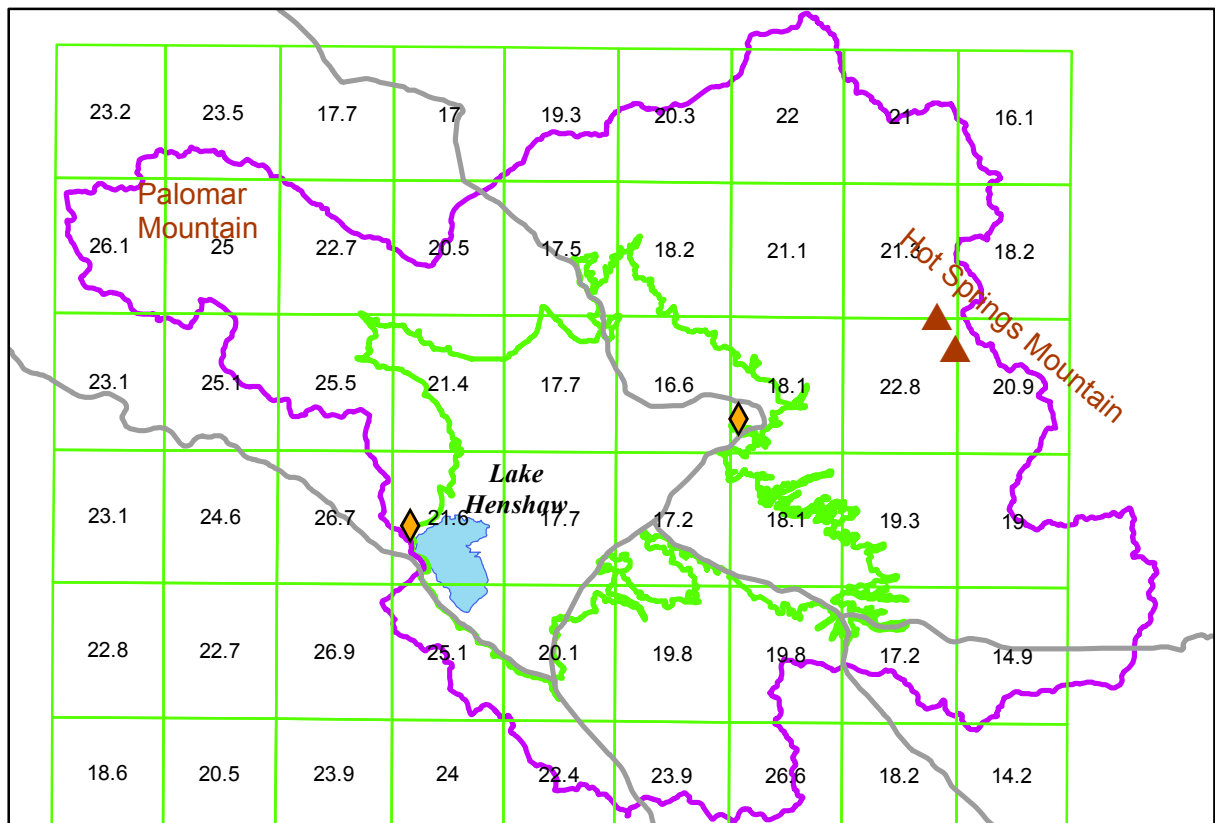 23.2 23.5 17.7 17 19.3 20.3 22 21 16.1
Palomar
Mountain
26.1 25 22.7 20.5 17.5 18.2 21.1 21.3 18.2
Hot Springs Mountain
23.1 25.1 25.5 21.4 17.7 16.6 18.1 22.8 20.9
Lake
Henshaw
23.1 24.6 26.7 21.6 17.7 17.2 18.1 19.3 19
22.8 22.7 26.9 25.1 20.1 19.8 19.8 17.2 14.9
18.6 20.5 23.9 24 22.4 23.9 26.6 18.2 14.2